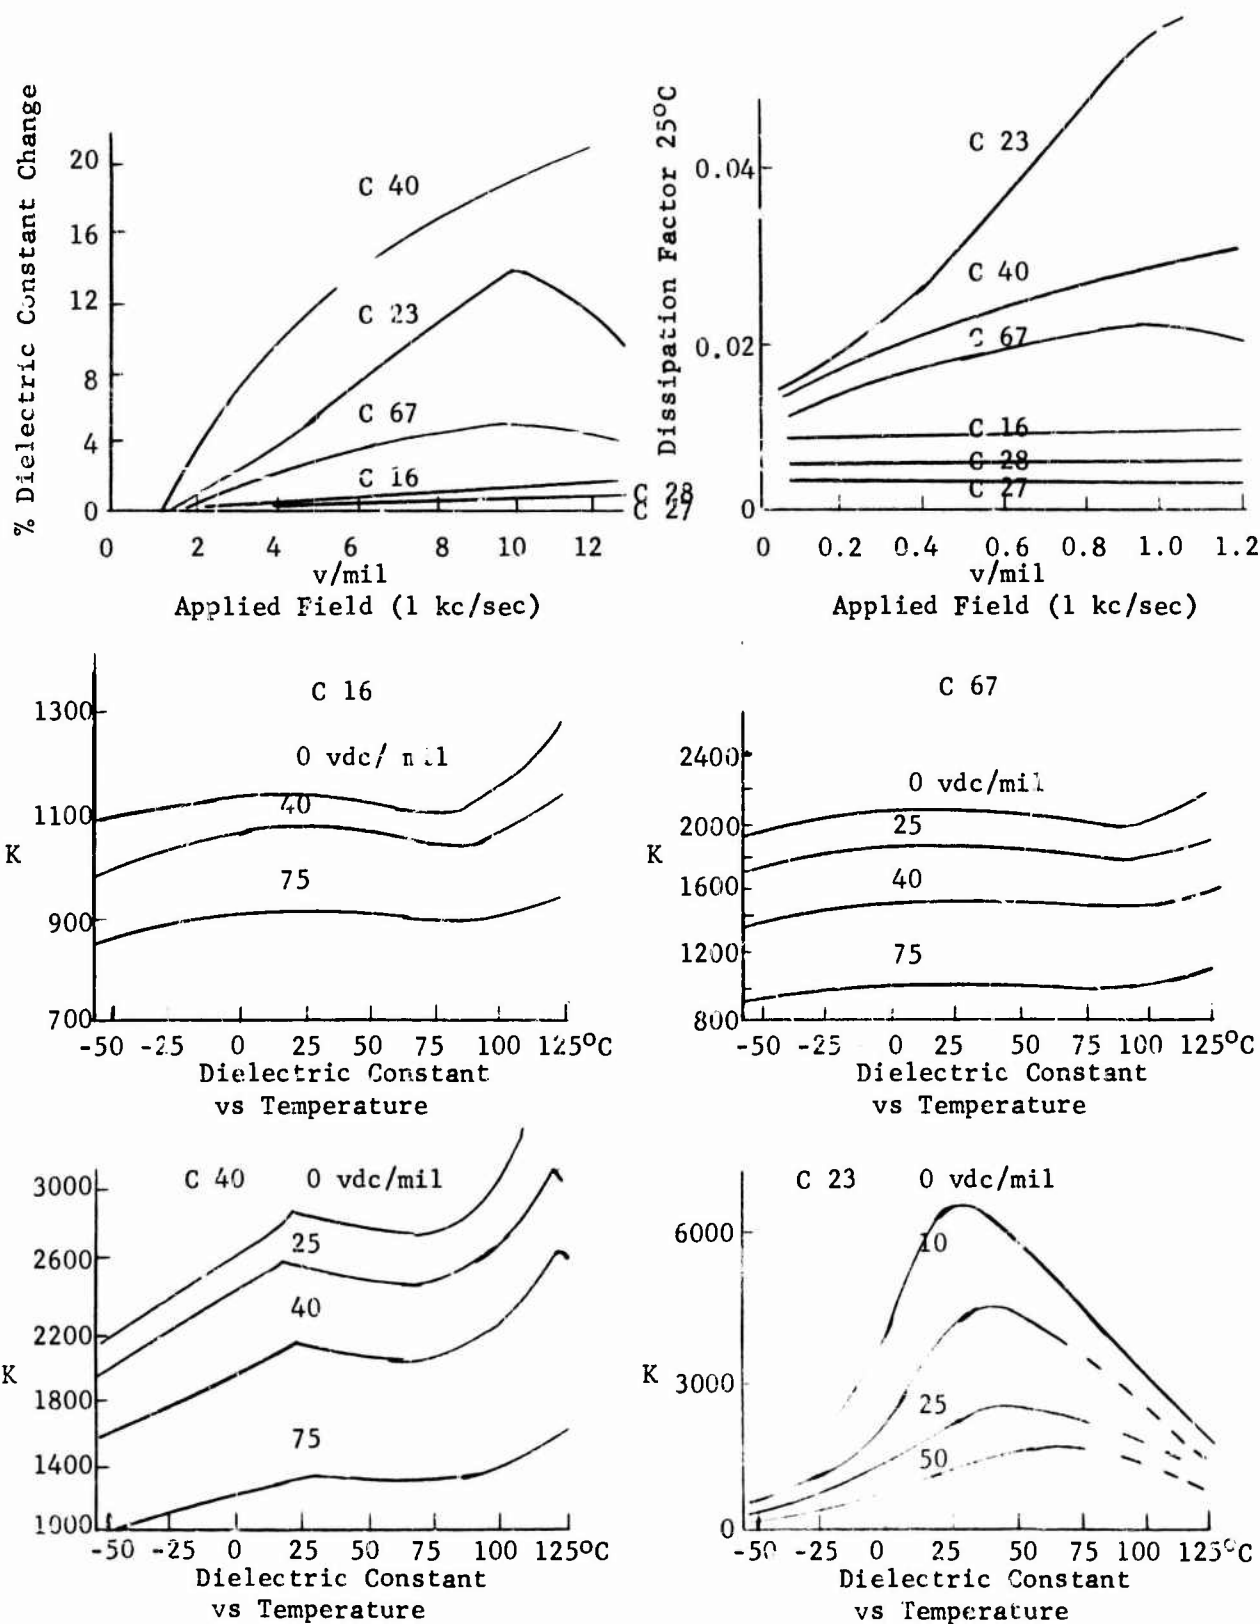 % Dielectric Constant Change
20
16
12
8
4
0
C 40
C 23
C 67
C 16
C 28
C 27
0 2 4 6 8 10 12
v/mil
Applied Field (1 kc/sec)
Dissipation Factor 25°C
0.04
0.02
0
C 23
C 40
C 67
C 16
C 28
C 27
0 0.2 0.4 0.6 0.8 1.0 1.2
v/mil
Applied Field (1 kc/sec)
C 16
1300
1100
900
700
K
0 vdc/ mil
40
75
-50 -25 0 25 50 75 100 125°C
Dielectric Constant
vs Temperature
C 67
2400
2000
1600
1200
800
K
0 vdc/mil
25
40
75
-50 -25 0 25 50 75 100 125°C
Dielectric Constant
vs Temperature
C 40 0 vdc/mil
3000
2600
2200
1800
1400
1900
K
25
40
75
-50 -25 0 25 50 75 100 125°C
Dielectric Constant
vs Temperature
C 23 0 vdc/mil
6000
3000
0
K
10
25
50
-50 -25 0 25 50 75 100 125°C
Dielectric Constant
vs Temperature